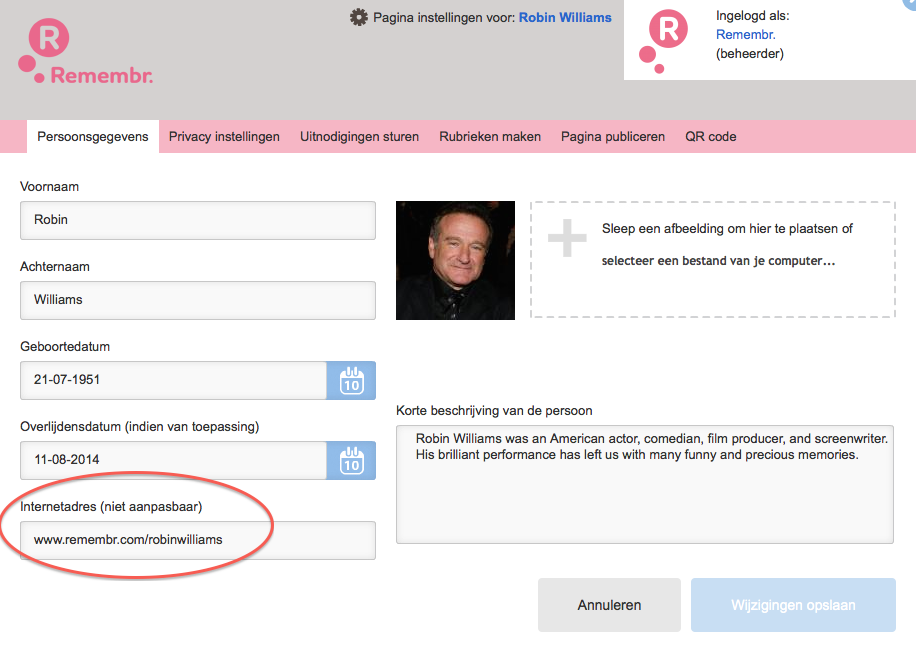 Pagina instellingen voor: Robin Williams
R
Remembr.
R
Ingelogd als:
Remembr.
(beheerder)
Persoonsgegevens Privacy instellingen Uitnodigingen sturen Rubrieken maken Pagina publiceren QR code
Voornaam
Robin
Achternaam
Williams
Sleep een afbeelding om hier te plaatsen of
selecteer een bestand van je computer...
Geboortedatum
21-07-1951
10
Overlijdensdatum (indien van toepassing)
11-08-2014
10
Internetadres (niet aanpasbaar)
www.remembr.com/robinwilliams
Korte beschrijving van de persoon
Robin Williams was an American actor, comedian, film producer, and screenwriter.
His brilliant performance has left us with many funny and precious memories.
Annuleren
Wijzigingen opslaan